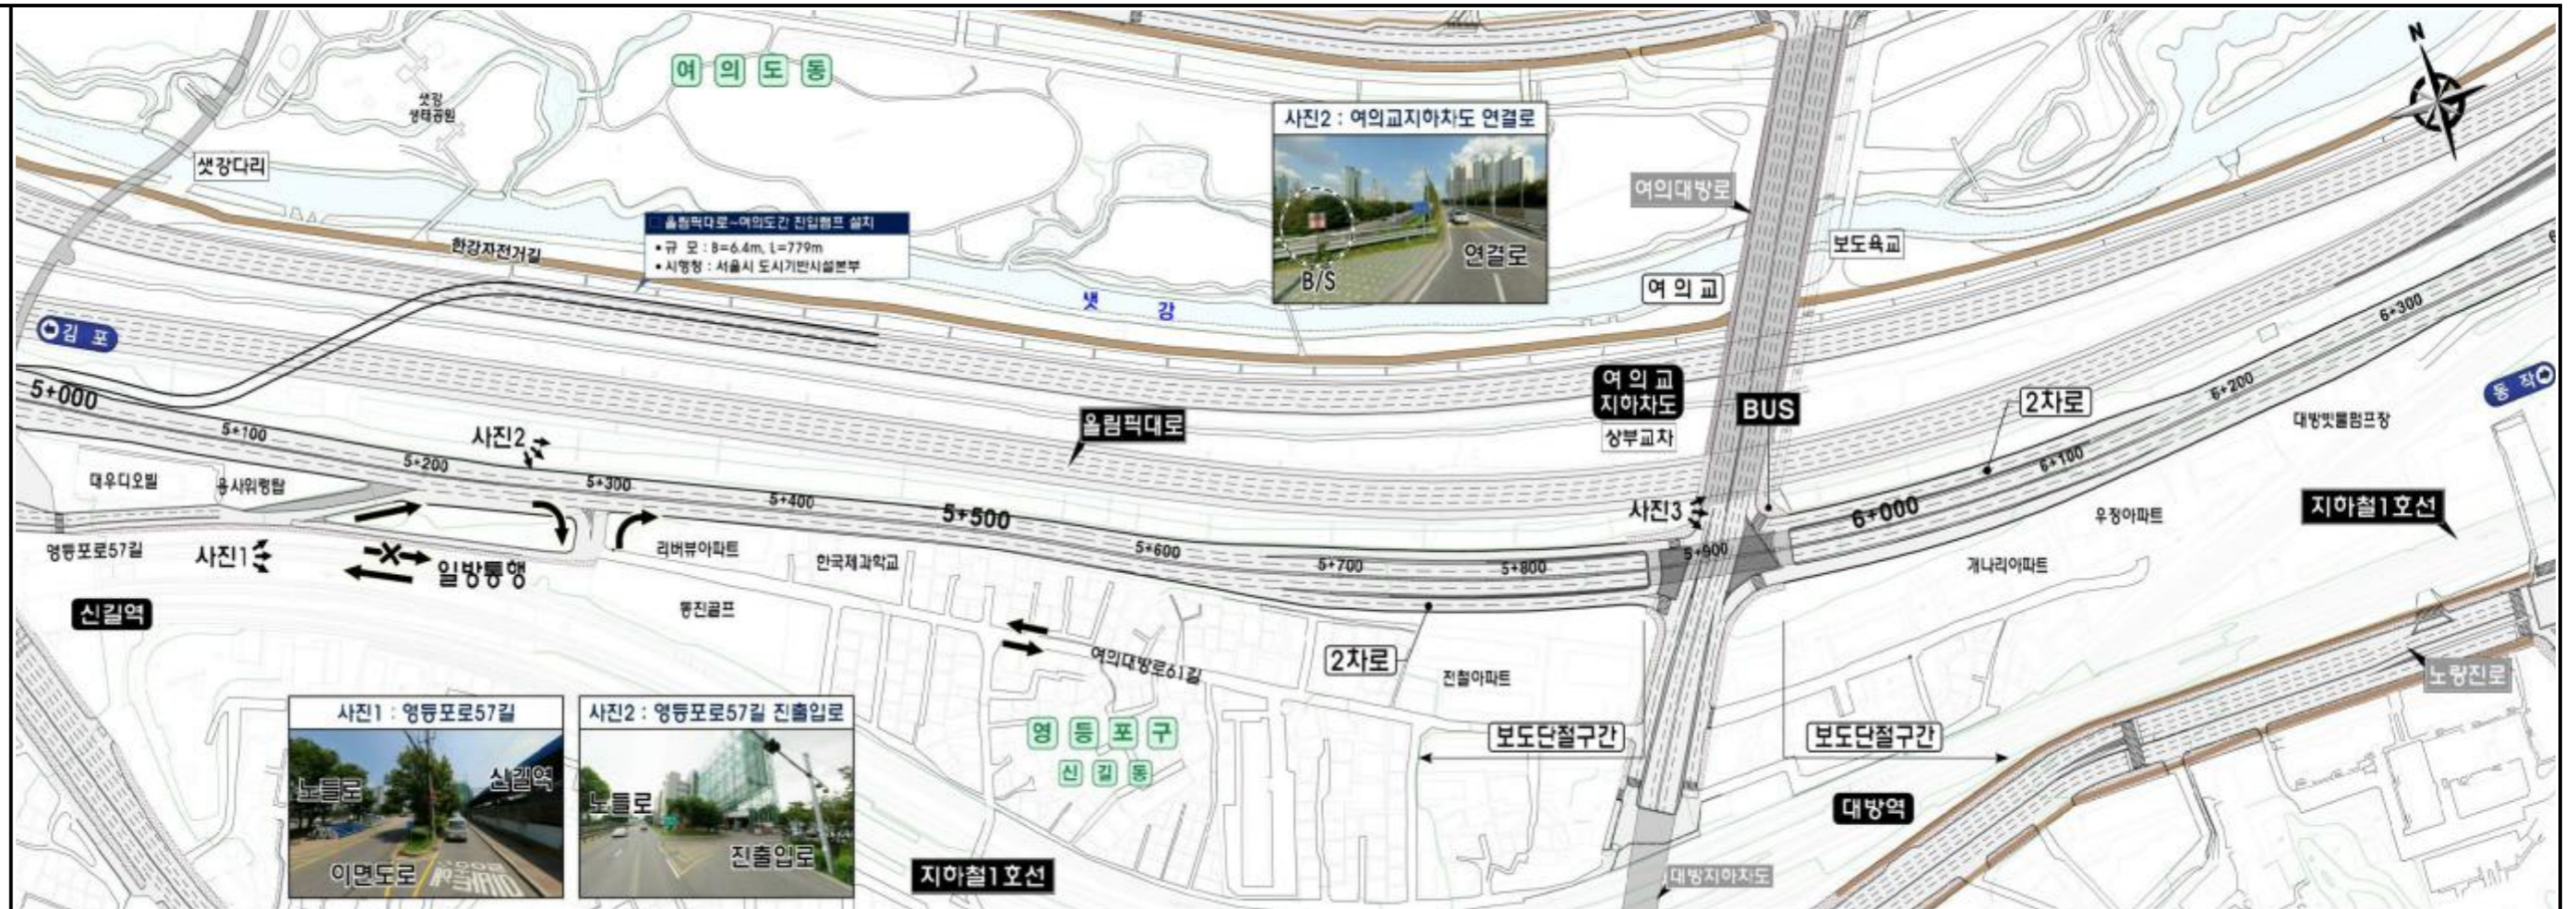 N
여의도동
샛강
생태공원
사진2 : 여의교지하차도 연결로
샛강다리
여의대방로
올림픽대로~여의도간 진입램프 설치
• 규 모 : B=6.4m, L=779m
• 시행청 : 서울시 도시기반시설본부
한강자전거길
보도육교
연결로
B/S
여의교
샛 강
김 포
6+300
여의교
지하차도
BUS
2차로
6+200
동 작
5+000
올림픽대로
상부교차
대방빗물펌프장
5+100
사진2
5+200
6+100
대우디오빌
용사위령탑
5+300
5+400
5+500
사진3
6+000
우정아파트
지하철1호선
영등포로57길
사진1
리버뷰아파트
한국제과학교
5+600
5+700
5+800
5+900
개나리아파트
일방통행
신길역
동진골프
여의대방로61길
2차로
전철아파트
노량진로
사진1 : 영등포로57길
사진2 : 영등포로57길 진출입로
영등포구
신길동
보도단절구간
보도단절구간
노들로
신길역
이면도로
노들로
진출입로
대방역
지하철1호선
대방지하차도